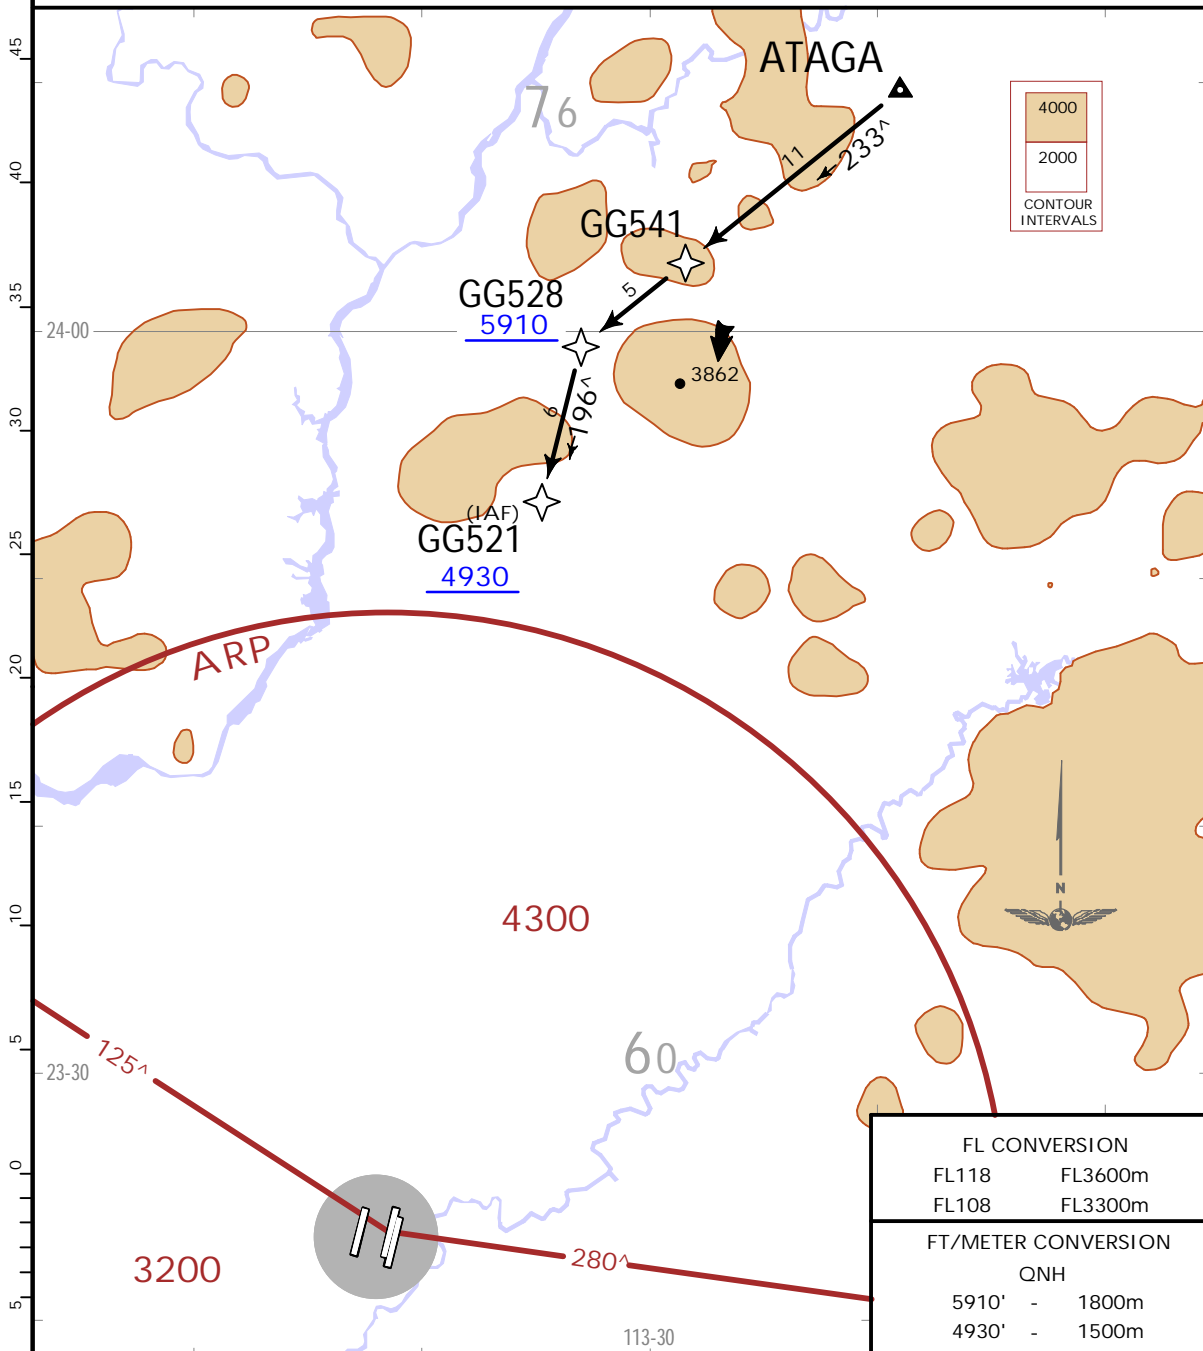 45
ATAGA
76
4000
2000
CONTOUR
INTERVALS
11
233^
40
GG541
GG528
5910
5
35
24-00
3862
6
196^
30
(IAF)
GG521
4930
25
20
ARP
15
N
10
4300
5
60
125^
23-30
0
FL CONVERSION
FL118 FL3600m
FL108 FL3300m
FT/METER CONVERSION
QNH
5910' - 1800m
4930' - 1500m
280^
3200
5
113-30